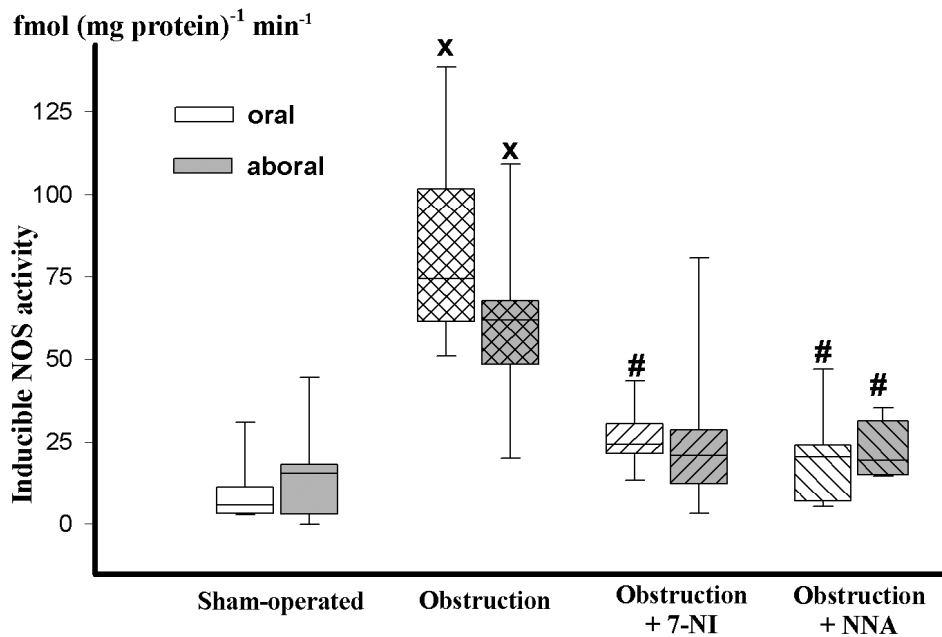 fmol (mg protein)⁻¹ min⁻¹
oral
aboral
Inducible NOS activity
125
100
75
50
25
0
x
x
#
#
#
Sham-operated
Obstruction
Obstruction
+ 7-NI
Obstruction
+ NNA